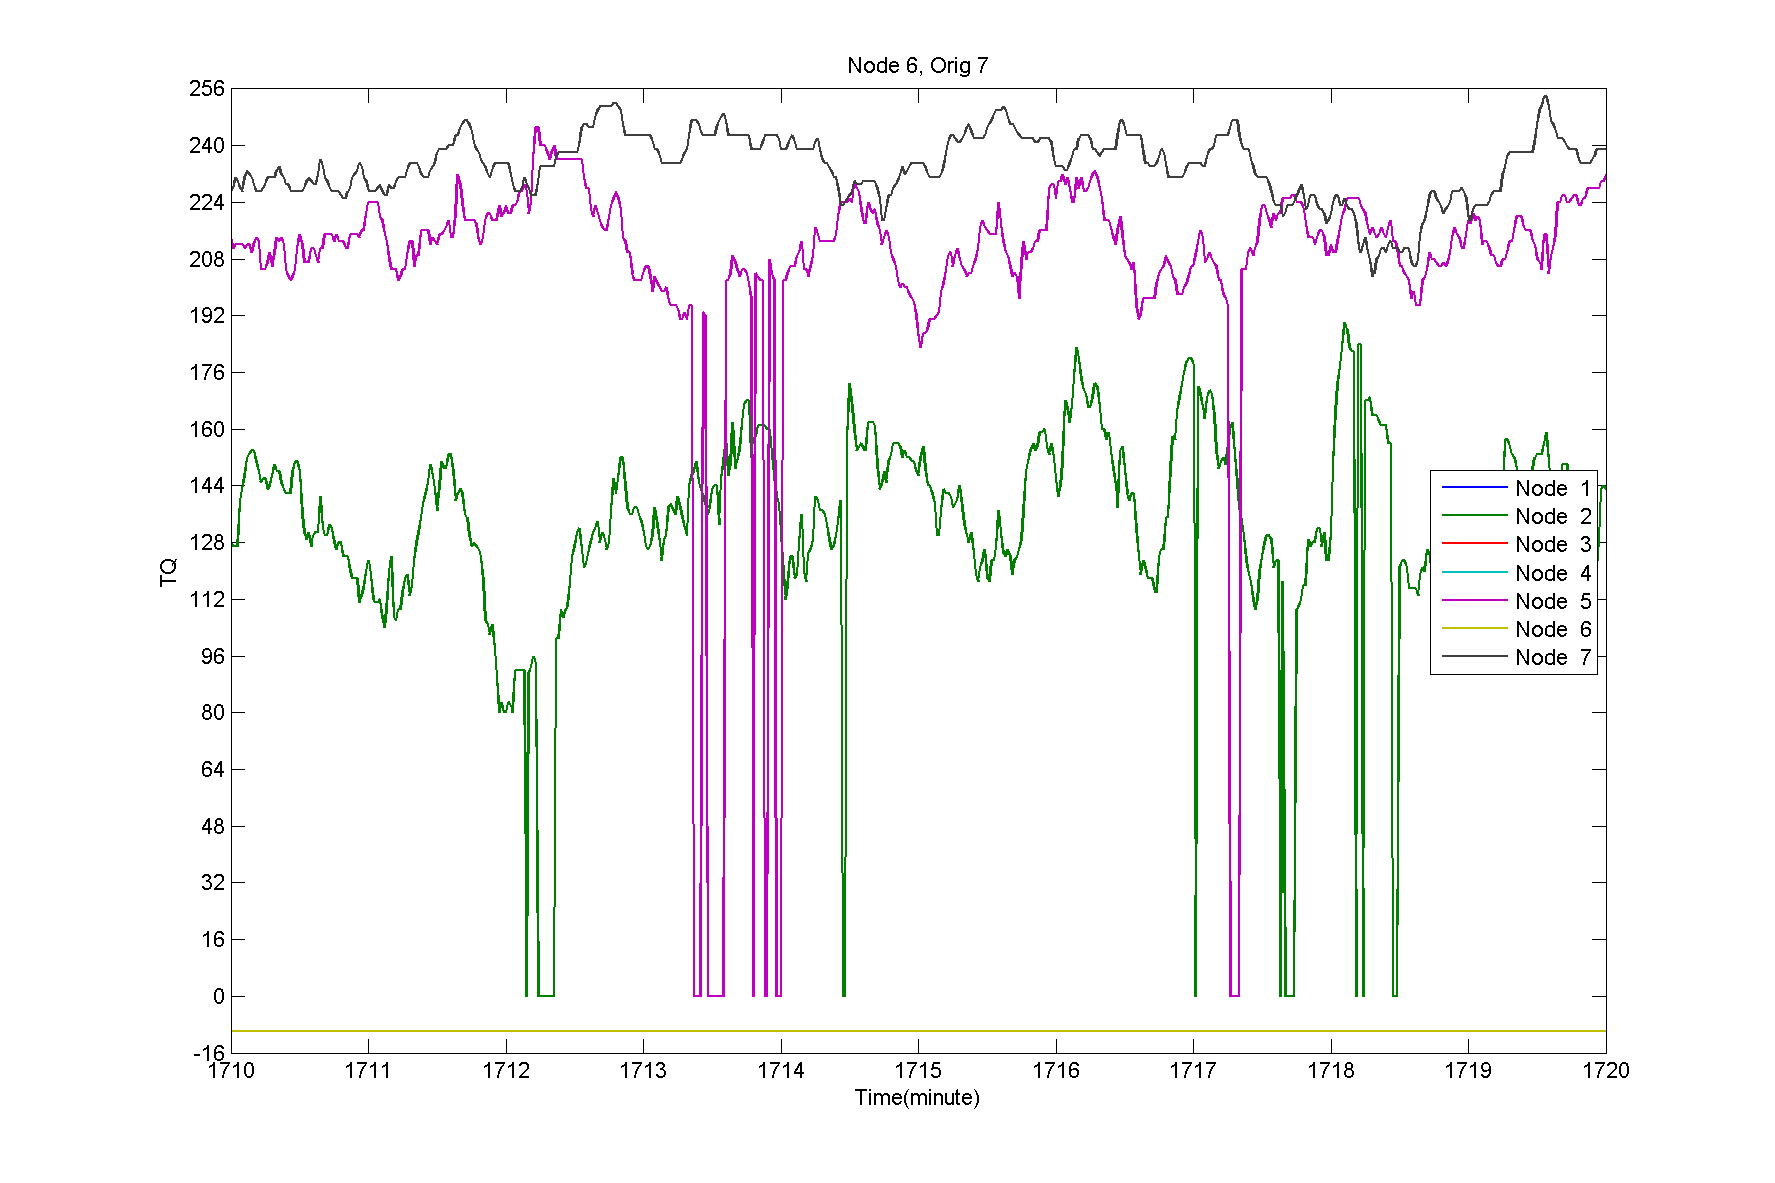 Node 6, Orig 7
256
240
224
208
192
176
160
144
128
112
96
80
64
48
32
16
0
-16
TQ
Node 1
Node 2
Node 3
Node 4
Node 5
Node 6
Node 7
1710 1711 1712 1713 1714 1715 1716 1717 1718 1719 1720
Time(minute)